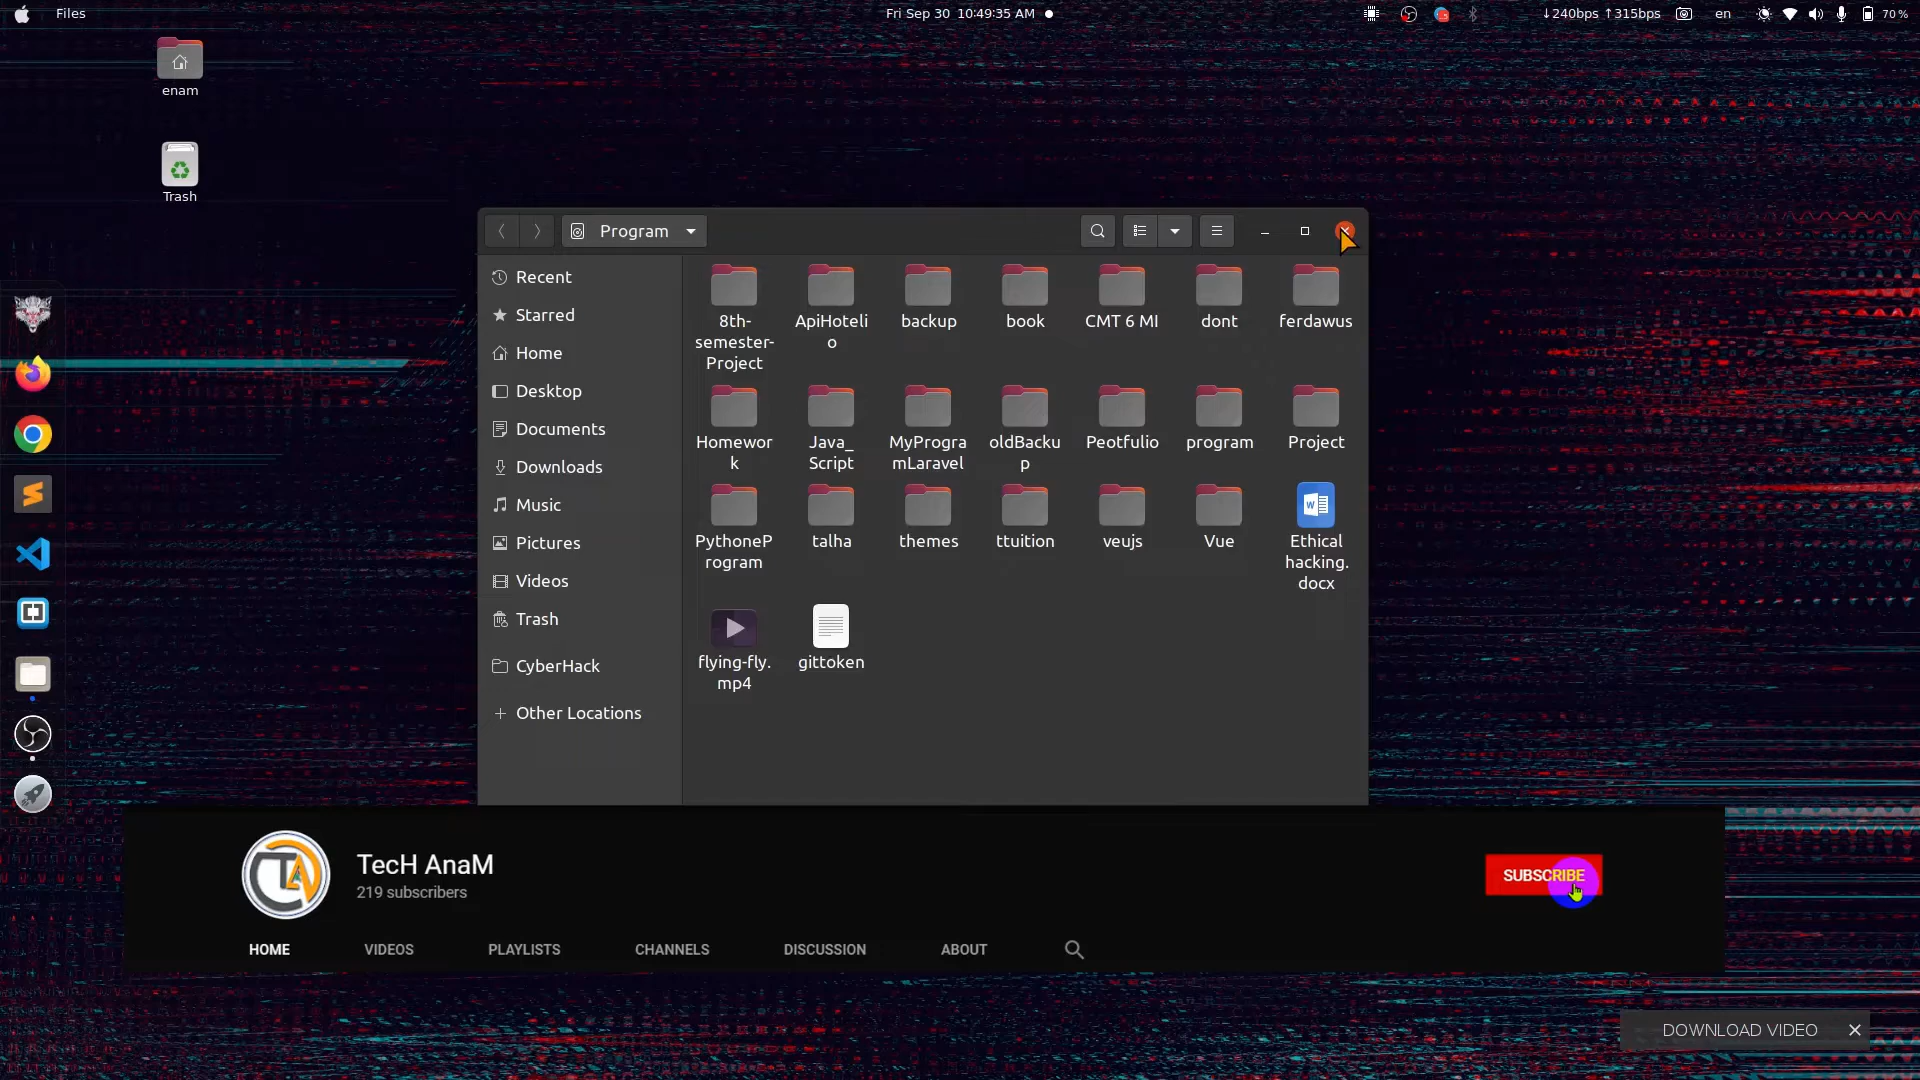 Files
Fri Sep 30 10:49:35 AM
↓240bps ↑315bps
en
70 %
enam
Trash
Program
Recent
Starred
Home
Desktop
Documents
Downloads
Music
Pictures
Videos
Trash
CyberHack
Other Locations
8th-
semester-
Project
ApiHoteli
o
backup
book
CMT 6 MI
dont
ferdawus
Homewor
k
Java_
Script
MyProgra
mLaravel
oldBacku
p
Peotfulio
program
Project
PythoneP
rogram
talha
themes
ttuition
veujs
Vue
Ethical
hacking.
docx
flying-fly.
mp4
gittoken
TecH AnaM
219 subscribers
SUBSCRIBE
HOME VIDEOS PLAYLISTS CHANNELS DISCUSSION ABOUT
DOWNLOAD VIDEO